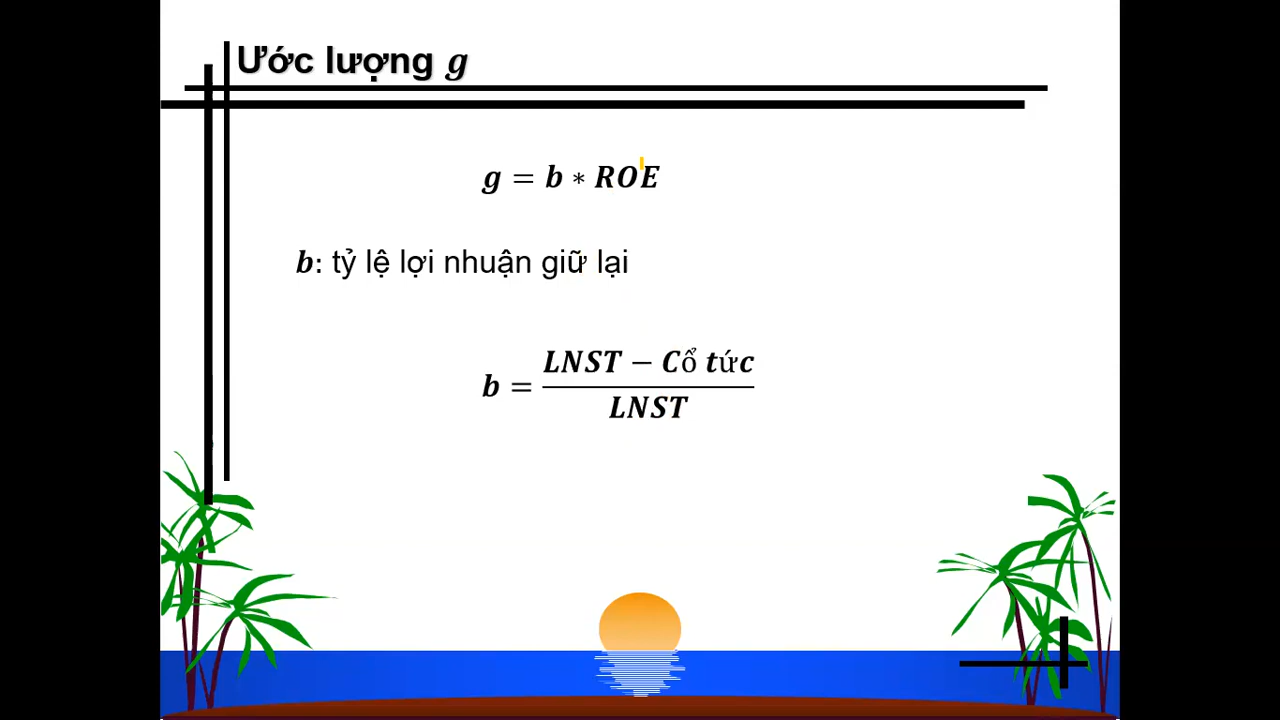 Ước lượng g
g = b * ROE
b: tỷ lệ lợi nhuận giữ lại
b = (LNST − Cổ tức) / LNST